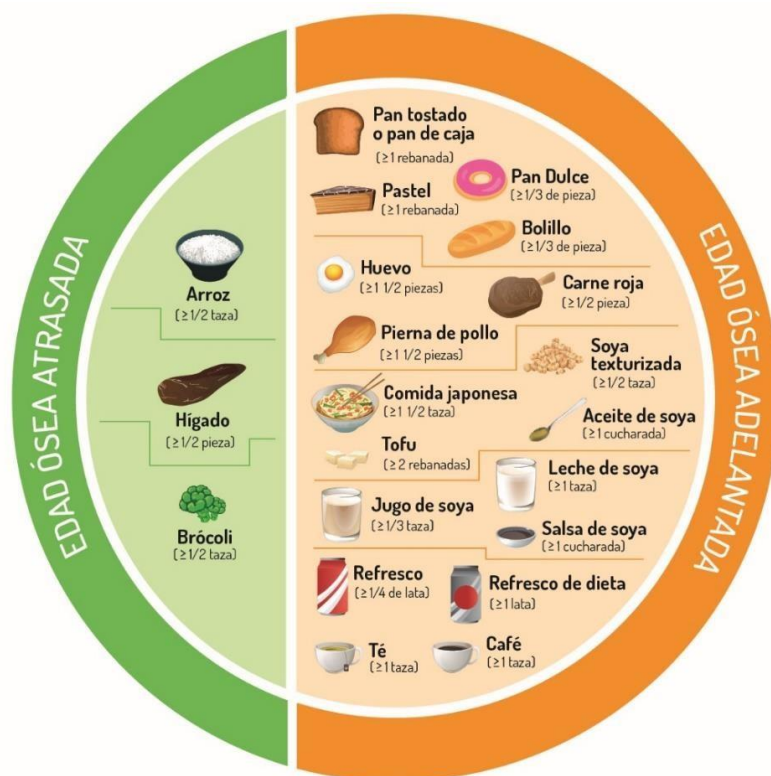 EDAD ÓSEA ATRASADA
Arroz
(≥1/2 taza)
Hígado
(≥1/2 pieza)
Brócoli
(≥1/2 taza)
EDAD ÓSEA ADELANTADA
Pan tostado
o pan de caja
(≥1 rebanada)
Pan Dulce
(≥1/3 de pieza)
Pastel
(≥1 rebanada)
Bolillo
(≥1/3 de pieza)
Huevo
(≥1 1/2 piezas)
Carne roja
(≥1/2 pieza)
Pierna de pollo
(≥1 1/2 piezas)
Soya
texturizada
(≥1/2 taza)
Comida japonesa
(≥1 1/2 taza)
Aceite de soya
(≥1 cucharada)
Tofu
(≥2 rebanadas)
Leche de soya
(≥1 taza)
Jugo de soya
(≥1/3 taza)
Salsa de soya
(≥1 cucharada)
Refresco
(≥1/4 de lata)
Refresco de dieta
(≥1 lata)
Té
(≥1 taza)
Café
(≥1 taza)